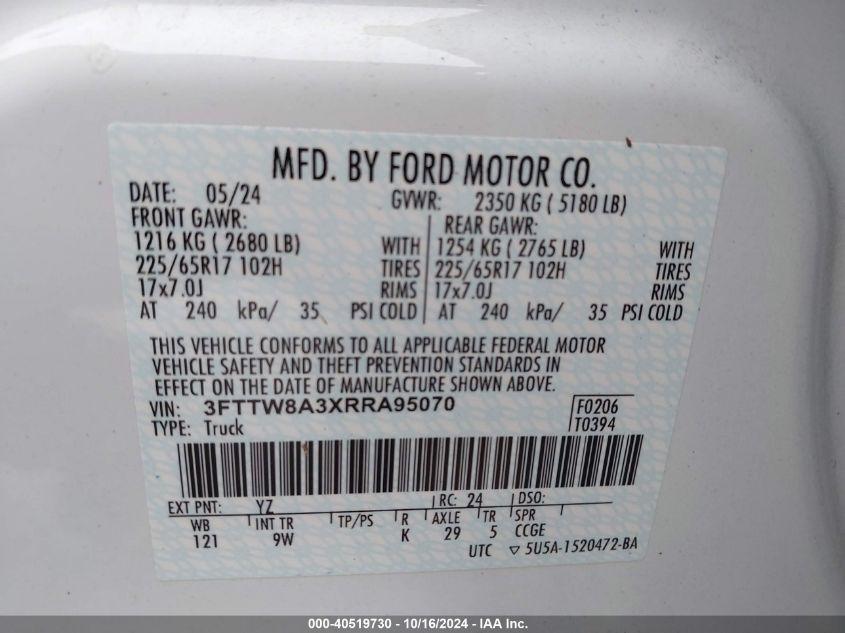 MFD. BY FORD MOTOR CO.
DATE: 05/24 GVWR: 2350 KG ( 5180 LB)
FRONT GAWR: REAR GAWR:
1216 KG ( 2680 LB) WITH 1254 KG ( 2765 LB) WITH
225/65R17 102H TIRES 225/65R17 102H TIRES
17x7.0J RIMS 17x7.0J RIMS
AT 240 kPa/ 35 PSI COLD AT 240 kPa/ 35 PSI COLD
THIS VEHICLE CONFORMS TO ALL APPLICABLE FEDERAL MOTOR
VEHICLE SAFETY AND THEFT PREVENTION STANDARDS IN
EFFECT ON THE DATE OF MANUFACTURE SHOWN ABOVE.
VIN: 3FTTW8A3XRRA95070 F0206
TYPE: Truck T0394
EXT PNT: YZ RC: 24 DSO:
WB INT TR TP/PS R AXLE TR SPR
121 9W K 29 5 CCGE
UTC ▽ 5U5A-1520472-BA
000-40519730 - 10/16/2024 - IAA Inc.